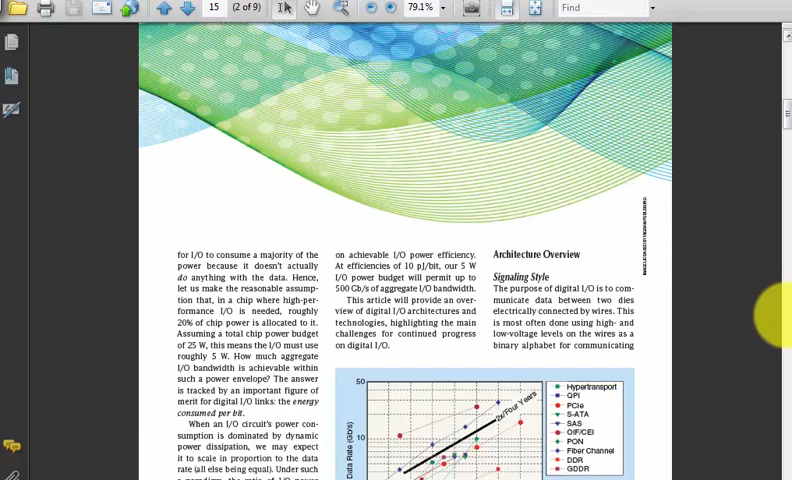 15 (2 of 9) 79.1% Find
for I/O to consume a majority of the
power because it doesn't actually
do anything with the data. Hence,
let us make the reasonable assump-
tion that, in a chip where high-per-
formance I/O is needed, roughly
20% of chip power is allocated to it.
Assuming a total chip power budget
of 25 W, this means the I/O must use
roughly 5 W. How much aggregate
I/O bandwidth is achievable within
such a power envelope? The answer
is tracked by an important figure of
merit for digital I/O links: the energy
consumed per bit.
When an I/O circuit's power con-
sumption is dominated by dynamic
power dissipation, we may expect
it to scale in proportion to the data
rate (all else being equal). Under such
on achievable I/O power efficiency.
At efficiencies of 10 pJ/bit, our 5 W
I/O power budget will permit up to
500 Gb/s of aggregate I/O bandwidth.
This article will provide an over-
view of digital I/O architectures and
technologies, highlighting the main
challenges for continued progress
on digital I/O.
Architecture Overview
Signaling Style
The purpose of digital I/O is to com-
municate data between two dies
electrically connected by wires. This
is most often done using high- and
low-voltage levels on the wires as a
binary alphabet for communicating
50
10
Data Rate (Gb/s)
2x/Four Years
Hypertransport
QPI
PCIe
S-ATA
SAS
OIF/CEI
PON
Fiber Channel
DDR
GDDR